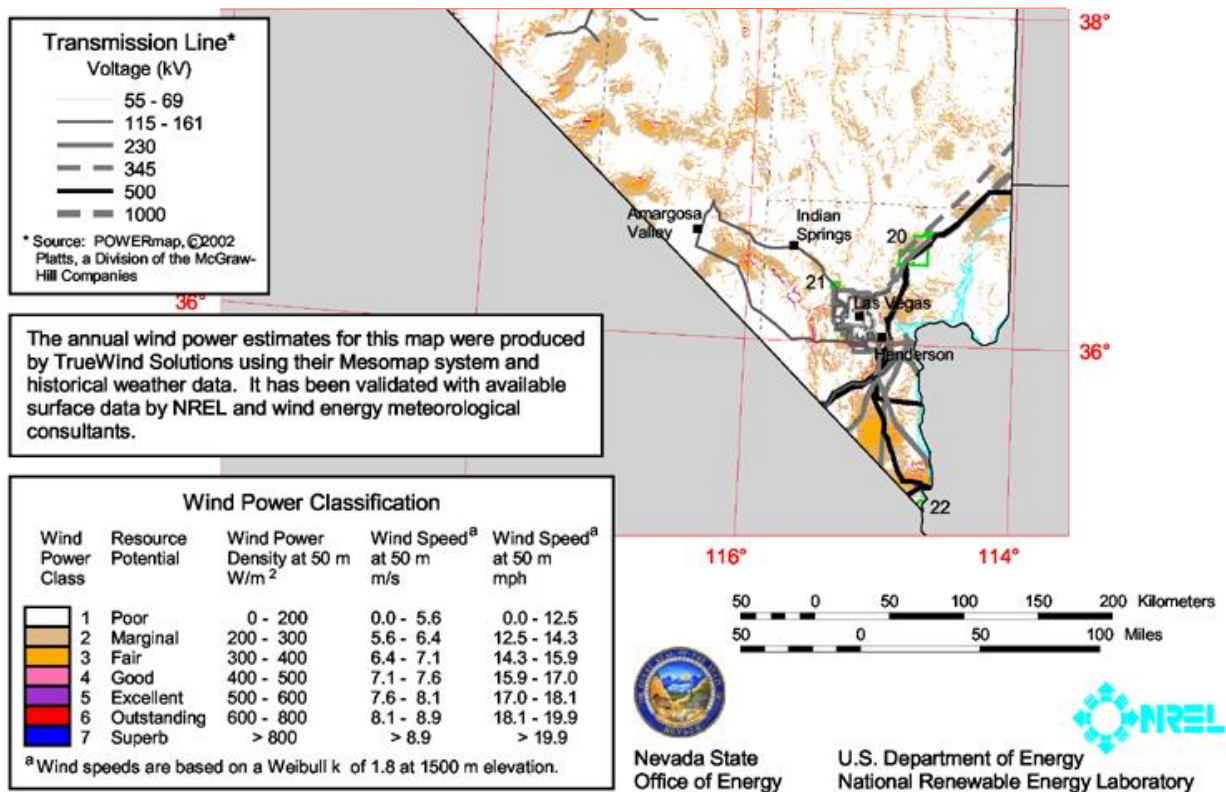 Transmission Line*
Voltage (kV)
55 - 69
115 - 161
230
345
500
1000
* Source: POWERmap, ©2002
Platts, a Division of the McGraw-
Hill Companies
38°
Amargosa
Valley
Indian
Springs
20
21
Las Vegas
Henderson
36°
36°
22
116°
114°
The annual wind power estimates for this map were produced
by TrueWind Solutions using their Mesomap system and
historical weather data. It has been validated with available
surface data by NREL and wind energy meteorological
consultants.
Wind Power Classification
Wind Power Class Resource Potential Wind Power Density at 50 m W/m² Wind Speedᵃ at 50 m m/s Wind Speedᵃ at 50 m mph
1 Poor 0 - 200 0.0 - 5.6 0.0 - 12.5
2 Marginal 200 - 300 5.6 - 6.4 12.5 - 14.3
3 Fair 300 - 400 6.4 - 7.1 14.3 - 15.9
4 Good 400 - 500 7.1 - 7.6 15.9 - 17.0
5 Excellent 500 - 600 7.6 - 8.1 17.0 - 18.1
6 Outstanding 600 - 800 8.1 - 8.9 18.1 - 19.9
7 Superb > 800 > 8.9 > 19.9
ᵃ Wind speeds are based on a Weibull k of 1.8 at 1500 m elevation.
50 0 50 100 150 200 Kilometers
50 0 50 100 Miles
NREL
Nevada State
Office of Energy
U.S. Department of Energy
National Renewable Energy Laboratory